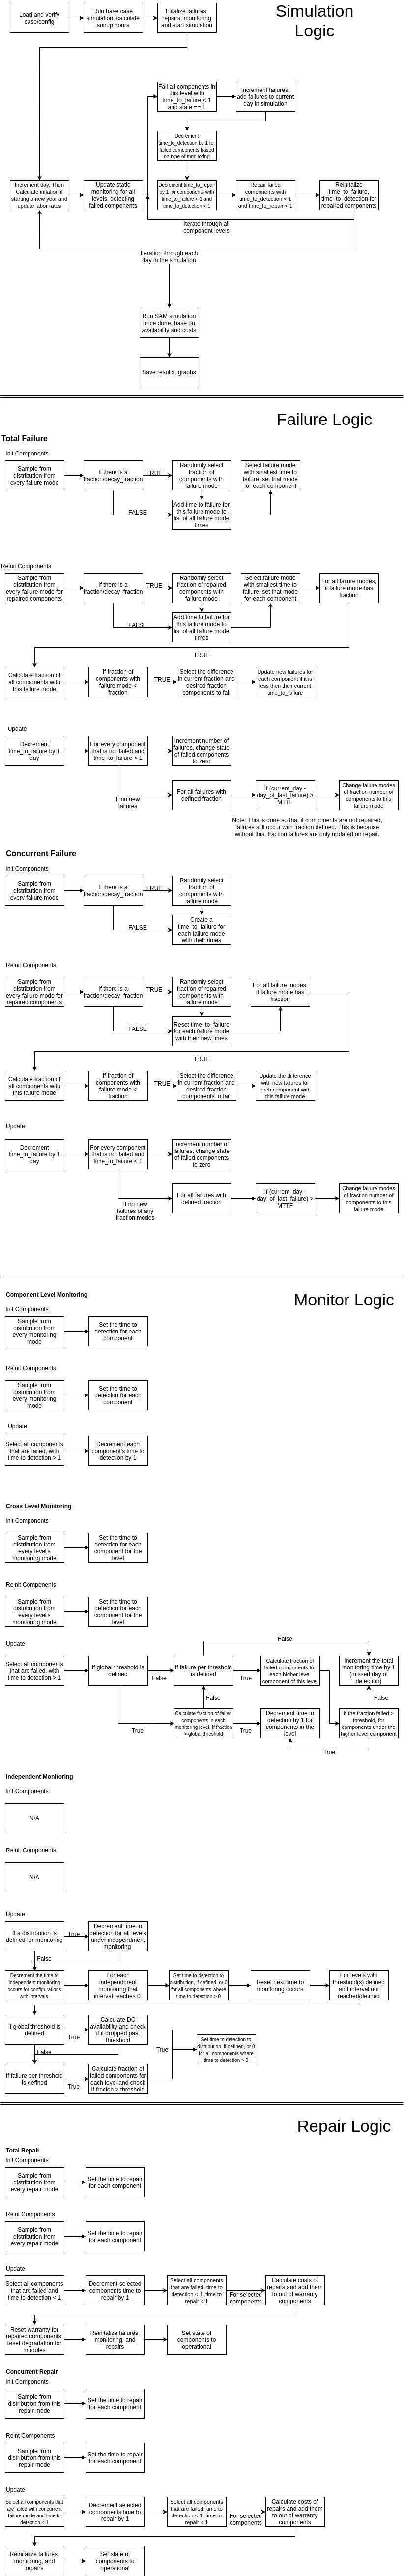 Simulation
Logic
Load and verify
case/config
Run base case
simulation, calculate
sunup hours
Initalize failures,
repairs, monitoring
and start simulation
Fail all components in
this level with
time_to_failure < 1
and state == 1
Increment failures,
add failures to current
day in simulation
Decrement
time_to_detection by 1 for
failed components based
on type of monitoring
Increment day, Then
Calculate inflation if
starting a new year and
update labor rates
Update static
monitoring for all
levels, detecting
failed components
Decrement time_to_repair
by 1 for components with
time_to_failure < 1 and
time_to_detection < 1
Repair failed
components with
time_to_detection < 1
and time_to_repair < 1
Reinitalize
time_to_failure,
time_to_detection for
repaired components
Iterate through all
component levels
Iteration through each
day in the simulation
Run SAM simulation
once done, base on
availability and costs
Save results, graphs
Failure Logic
Total Failure
Init Components
Sample from
distribution from
every failure mode
If there is a
fraction/decay_fraction
TRUE
Randomly select
fraction of
components with
failure mode
Select failure mode
with smallest time to
failure, set that mode
for each component
FALSE
Add time to failure for
this failure mode to
list of all failure mode
times
Reinit Components
Sample from
distribution from
every failure mode for
repaired components
If there is a
fraction/decay_fraction
TRUE
Randomly select
fraction of repaired
components with
failure mode
Select failure mode
with smallest time to
failure, set that mode
for each component
For all failure modes,
if failure mode has
fraction
FALSE
Add time to failure for
this failure mode to
list of all failure mode
times
TRUE
Calculate fraction of
all components with
this failure mode
If fraction of
components with
failure mode <
fraction
TRUE
Select the difference
in current fraction and
desired fraction
components to fail
Update new failures for
each component if it is
less then their current
time_to_failure
Update
Decrement
time_to_failure by 1
day
For every component
that is not failed and
time_to_failure < 1
Increment number of
failures, change state
of failed components
to zero
If no new
failures
For all failures with
defined fraction
If (current_day -
day_of_last_failure) >
MTTF
Change failure modes
of fraction number of
components to this
failure mode
Note: This is done so that if components are not repaired,
failures still occur with fraction defined. This is because
without this, fraction failures are only updated on repair.
Concurrent Failure
Init Components
Sample from
distribution from
every failure mode
If there is a
fraction/decay_fraction
TRUE
Randomly select
fraction of
components with
failure mode
FALSE
Create a
time_to_failure for
each failure mode
with their times
Reinit Components
Sample from
distribution from
every failure mode for
repaired components
If there is a
fraction/decay_fraction
TRUE
Randomly select
fraction of repaired
components with
failure mode
For all failure modes,
if failure mode has
fraction
FALSE
Reset time_to_failure
for each failure mode
with their new times
TRUE
Calculate fraction of
all components with
this failure mode
If fraction of
components with
failure mode <
fraction
TRUE
Select the difference
in current fraction and
desired fraction
components to fail
Update the difference
with new failures for
each component with
this failure mode
Update
Decrement
time_to_failure by 1
day
For every component
that is not failed and
time_to_failure < 1
Increment number of
failures, change state
of failed components
to zero
If no new
failures of any
fraction modes
For all failures with
defined fraction
If (current_day -
day_of_last_failure) >
MTTF
Change failure modes
of fraction number of
components to this
failure mode
Monitor Logic
Component Level Monitoring
Init Components
Sample from
distribution from
every monitoring
mode
Set the time to
detection for each
component
Reinit Components
Sample from
distribution from
every monitoring
mode
Set the time to
detection for each
component
Update
Select all components
that are failed, with
time to detection > 1
Decrement each
component's time to
detection by 1
Cross Level Monitoring
Init Components
Sample from
distribution from
every level's
monitoring mode
Set the time to
detection for each
component for the
level
Reinit Components
Sample from
distribution from
every level's
monitoring mode
Set the time to
detection for each
component for the
level
Update
False
Select all components
that are failed, with
time to detection > 1
If global threshold is
defined
False
If failure per threshold
is defined
True
Calculate fraction of
failed components for
each higher level
component of this level
Increment the total
monitoring time by 1
(missed day of
detection)
False
False
True
Calculate fraction of failed
components in each
monitoring level, If fraction
> global threshold
True
Decrement time to
detection by 1 for
components in the
level
If the fraction failed >
threshold, for
components under the
higher level component
True
Independent Monitoring
Init Components
N/A
Reinit Components
N/A
Update
If a distribution is
defined for monitoring
True
Decrement time to
detection for all levels
under independent
monitoring
False
Decrement the time to
independent monitoring
occurs for configurations
with intervals
For each
independent
monitoring that
interval reaches 0
Set time to detection to
distribution, if defined, or 0
for all components where
time to detection > 0
Reset next time to
monitoring occurs
For levels with
threshold(s) defined
and interval not
reached/defined
If global threshold is
defined
True
Calculate DC
availability and check
if it dropped past
threshold
False
True
Set time to detection to
distribution, if defined, or 0
for all components where
time to detection > 0
If failure per threshold
is defined
True
Calculate fraction of
failed components for
each level and check
if fracion > threshold
Repair Logic
Total Repair
Init Components
Sample from
distribution from
every repair mode
Set the time to repair
for each component
Reint Components
Sample from
distribution from
every repair mode
Set the time to repair
for each component
Update
Select all components
that are failed and
time to detection < 1
Decrement selected
components time to
repair by 1
Select all components
that are failed, time to
detection < 1, time to
repair < 1
For selected
components
Calculate costs of
repairs and add them
to out of warranty
components
Reset warranty for
repaired components,
reset degradation for
modules
Reinitalize failures,
monitoring, and
repairs
Set state of
components to
operational
Concurrent Repair
Init Components
Sample from
distribution from this
repair mode
Set the time to repair
for each component
Reint Components
Sample from
distribution from this
repair mode
Set the time to repair
for each component
Update
Select all components that
are failed with concurrent
failure mode and time to
detection < 1
Decrement selected
components time to
repair by 1
Select all components
that are failed, time to
detection < 1, time to
repair < 1
For selected
components
Calculate costs of
repairs and add them
to out of warranty
components
Reinitalize failures,
monitoring, and
repairs
Set state of
components to
operational